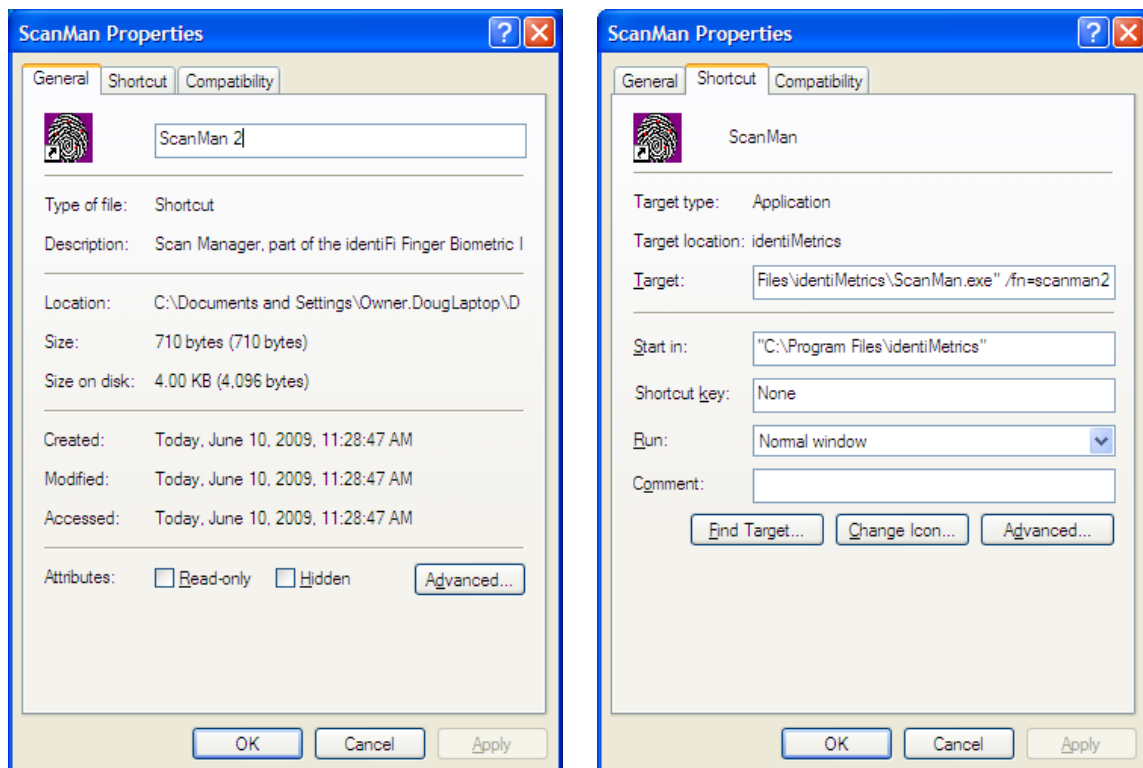 ScanMan Properties
General Shortcut Compatibility
ScanMan 2
Type of file: Shortcut
Description: Scan Manager, part of the identiFi Finger Biometric I
Location: C:\Documents and Settings\Owner.DougLaptop\D
Size: 710 bytes (710 bytes)
Size on disk: 4.00 KB (4,096 bytes)
Created: Today, June 10, 2009, 11:28:47 AM
Modified: Today, June 10, 2009, 11:28:47 AM
Accessed: Today, June 10, 2009, 11:28:47 AM
Attributes: Read-only Hidden Advanced...
OK Cancel Apply
ScanMan Properties
General Shortcut Compatibility
ScanMan
Target type: Application
Target location: identiMetrics
Target: Files\identiMetrics\ScanMan.exe" /fn=scanman2
Start in: "C:\Program Files\identiMetrics"
Shortcut key: None
Run: Normal window
Comment:
Find Target... Change Icon... Advanced...
OK Cancel Apply